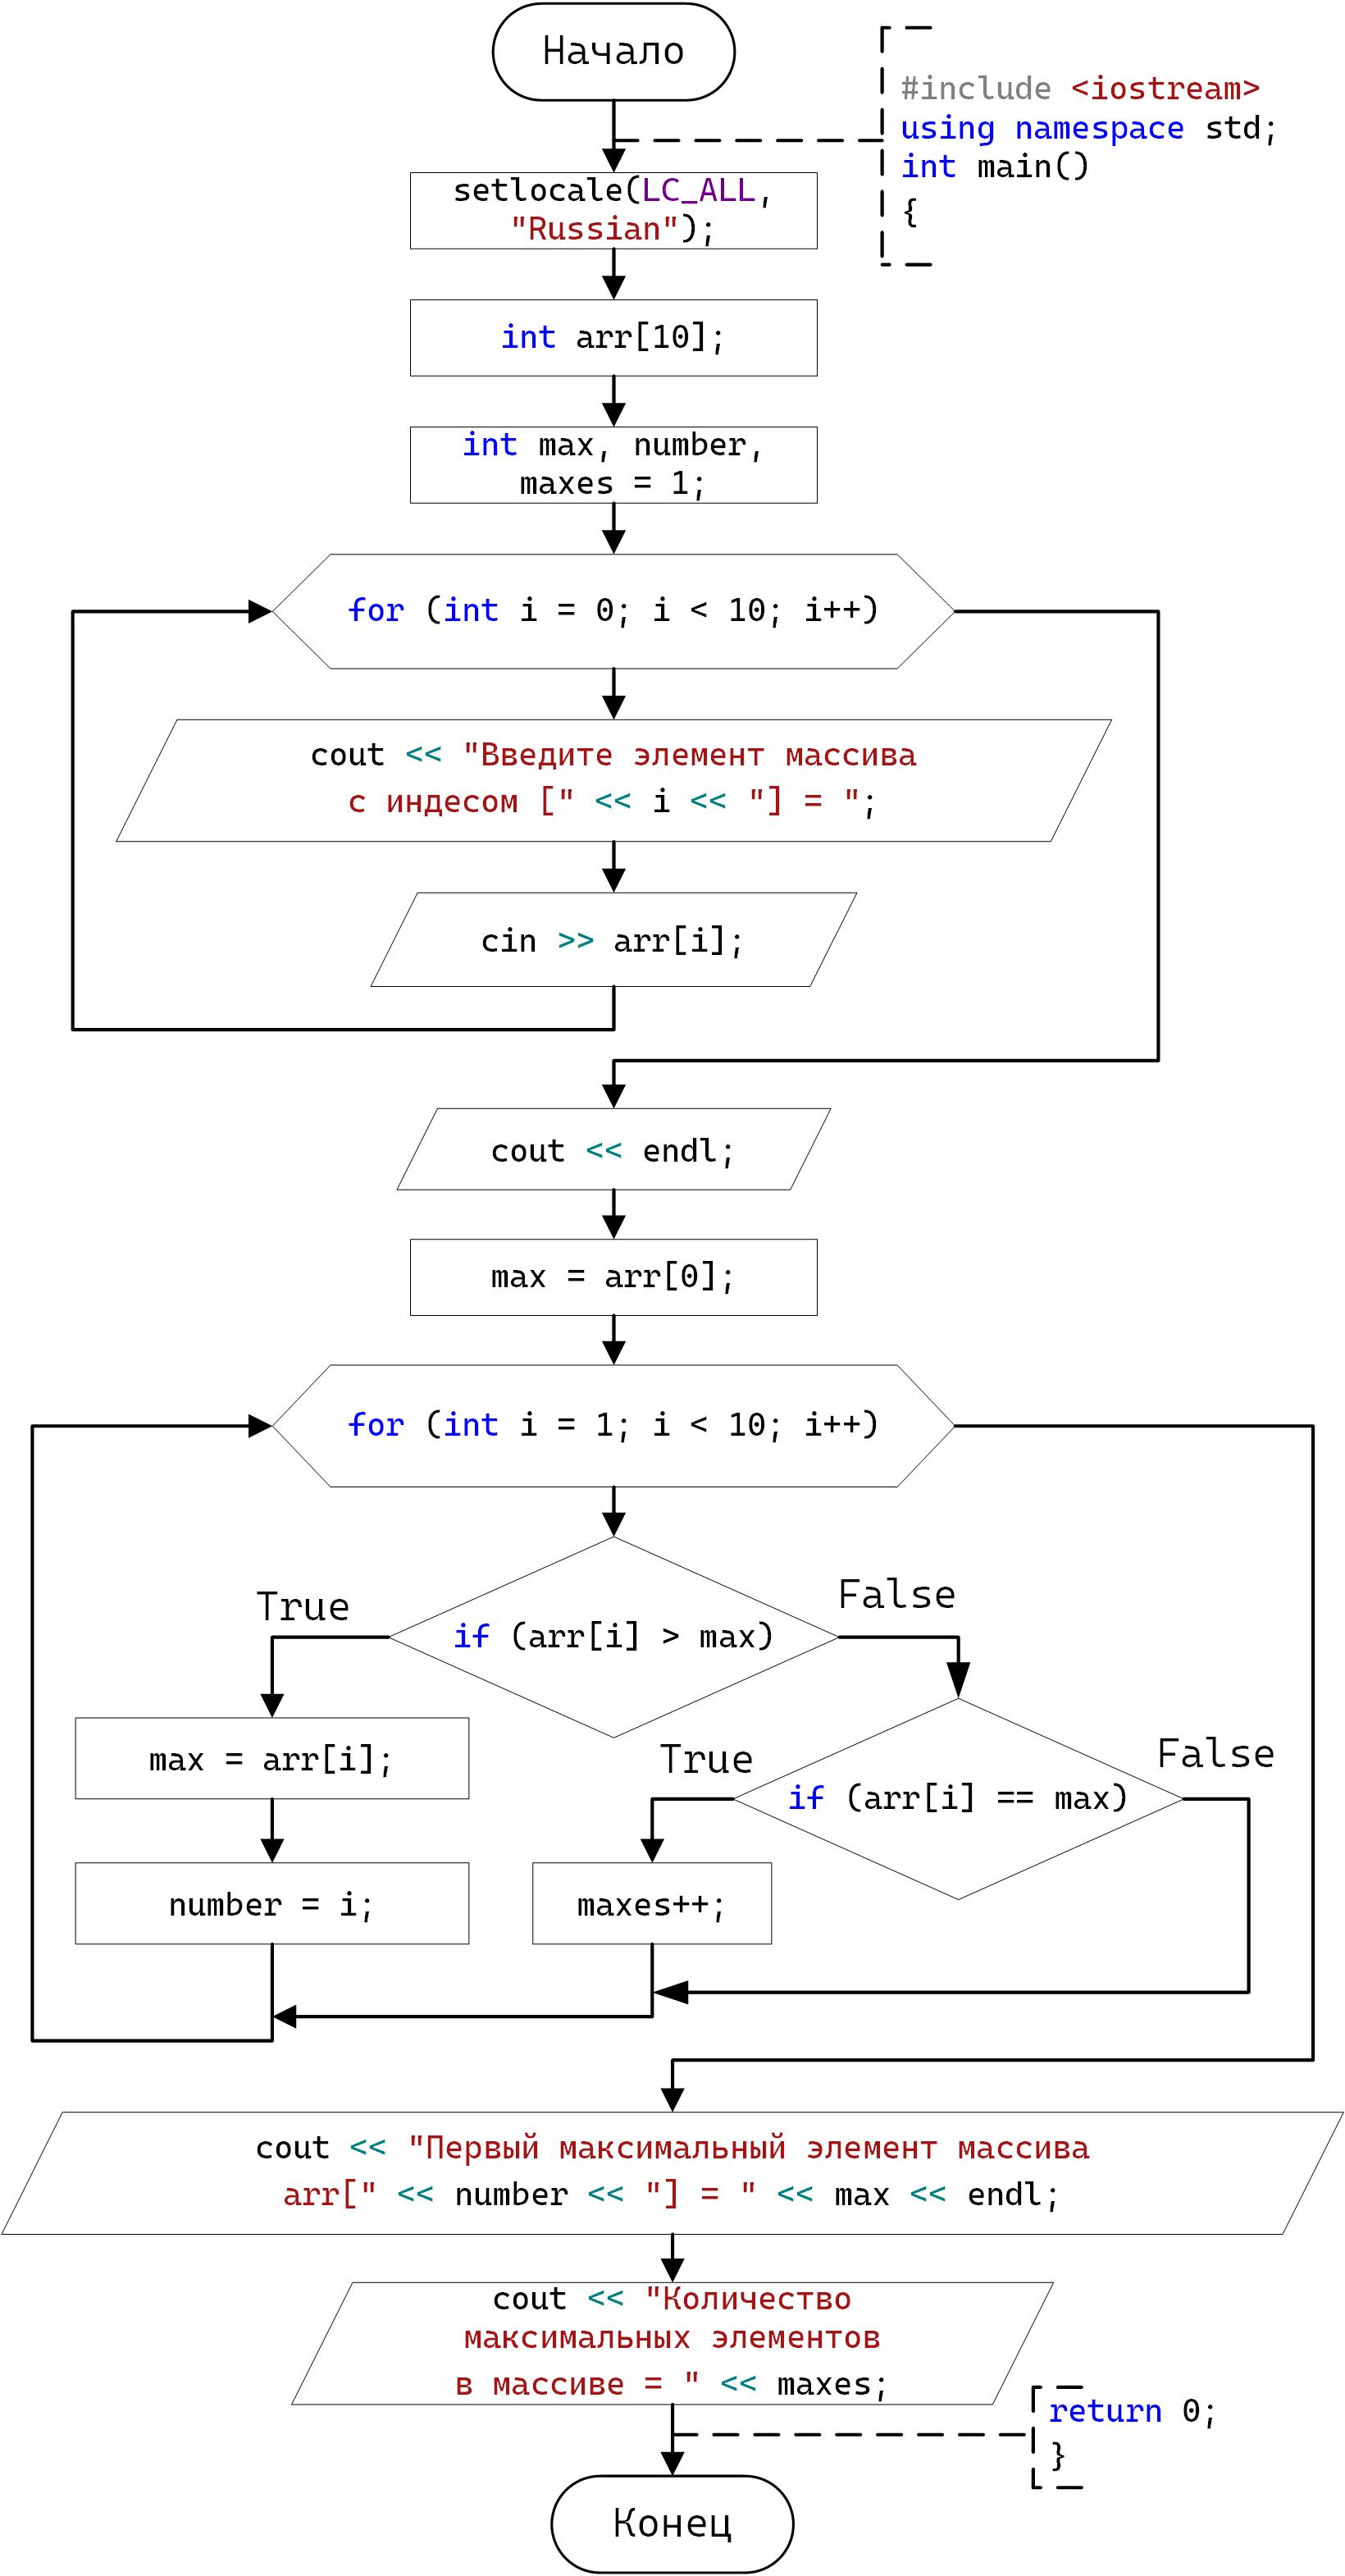 Начало
#include <iostream>
using namespace std;
int main()
{
setlocale(LC_ALL,
"Russian");
int arr[10];
int max, number,
maxes = 1;
for (int i = 0; i < 10; i++)
cout << "Введите элемент массива
с индесом [" << i << "] = ";
cin >> arr[i];
cout << endl;
max = arr[0];
for (int i = 1; i < 10; i++)
True
False
if (arr[i] > max)
max = arr[i];
True
False
if (arr[i] == max)
number = i;
maxes++;
cout << "Первый максимальный элемент массива
arr[" << number << "] = " << max << endl;
cout << "Количество
максимальных элементов
в массиве = " << maxes;
return 0;
}
Конец